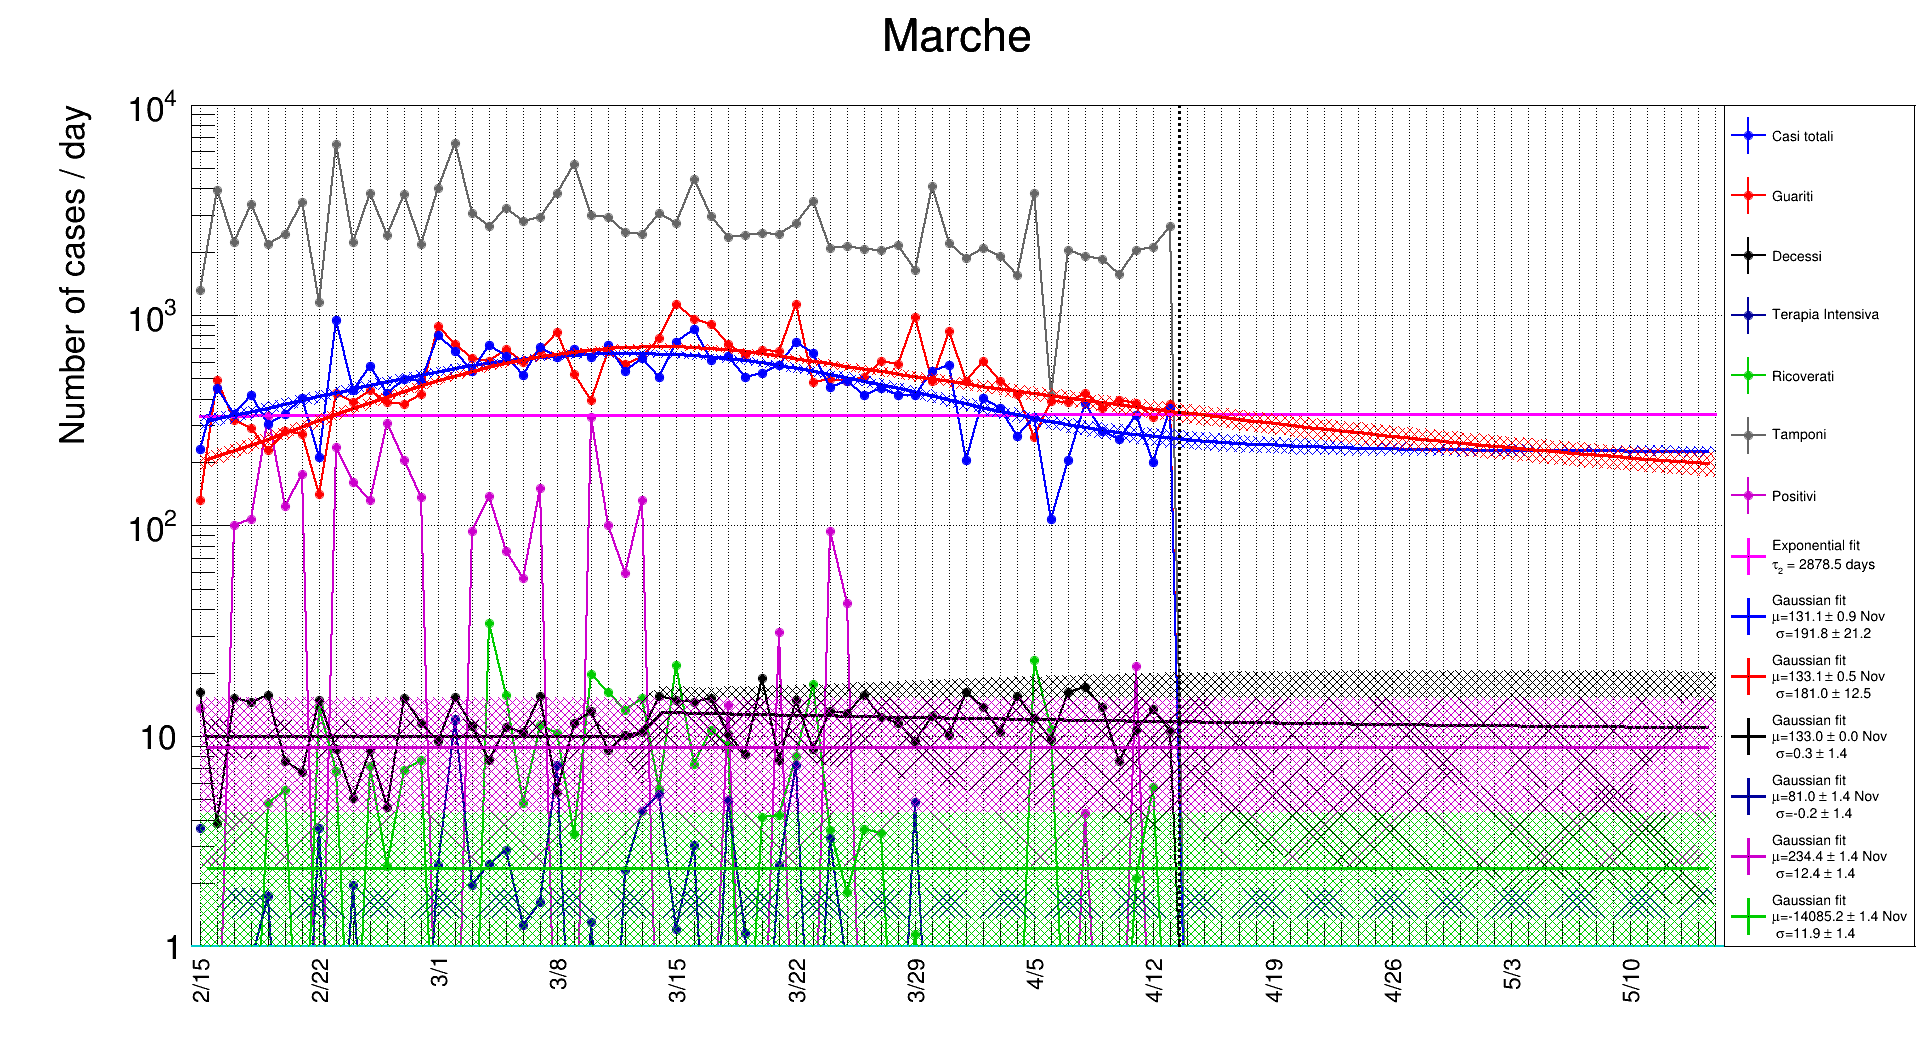 Marche
Number of cases / day
10⁴
10³
10²
10
1
2/15
2/22
3/1
3/8
3/15
3/22
3/29
4/5
4/12
4/19
4/26
5/3
5/10
Casi totali
Guariti
Decessi
Terapia Intensiva
Ricoverati
Tamponi
Positivi
Exponential fit
τ₂ = 2878.5 days
Gaussian fit
μ=131.1± 0.9 Nov
σ=191.8 ± 21.2
Gaussian fit
μ=133.1± 0.5 Nov
σ=181.0 ± 12.5
Gaussian fit
μ=133.0± 0.0 Nov
σ=0.3 ± 1.4
Gaussian fit
μ=81.0± 1.4 Nov
σ=-0.2 ± 1.4
Gaussian fit
μ=234.4± 1.4 Nov
σ=12.4 ± 1.4
Gaussian fit
μ=-14085.2± 1.4 Nov
σ=11.9 ± 1.4